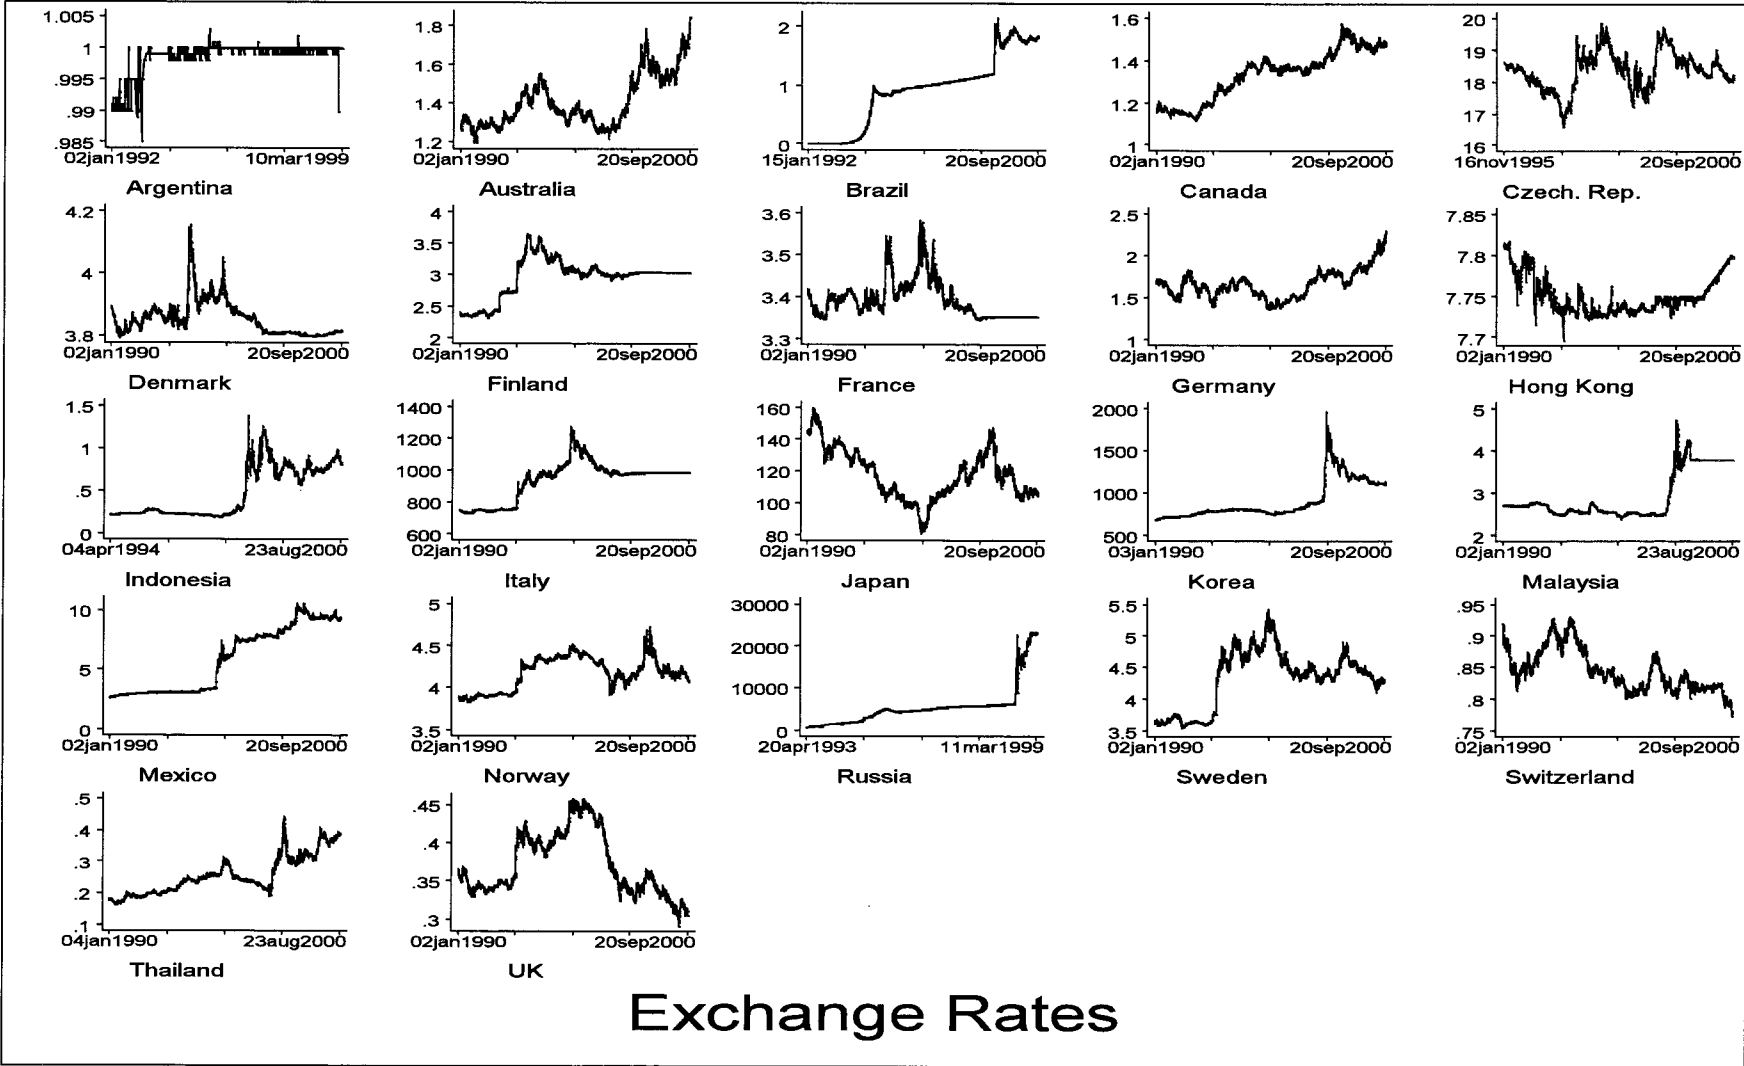 1.005
1
.995
.99
.985
02jan1992 10mar1999
Argentina
1.8
1.6
1.4
1.2
02jan1990 20sep2000
Australia
2
1
0
15jan1992 20sep2000
Brazil
1.6
1.4
1.2
1
02jan1990 20sep2000
Canada
20
19
18
17
16
16nov1995 20sep2000
Czech. Rep.
4.2
4
3.8
02jan1990 20sep2000
Denmark
4
3.5
3
2.5
2
02jan1990 20sep2000
Finland
3.6
3.5
3.4
3.3
02jan1990 20sep2000
France
2.5
2
1.5
1
02jan1990 20sep2000
Germany
7.85
7.8
7.75
7.7
02jan1990 20sep2000
Hong Kong
1.5
1
.5
0
04apr1994 23aug2000
Indonesia
1400
1200
1000
800
600
02jan1990 20sep2000
Italy
160
140
120
100
80
02jan1990 20sep2000
Japan
2000
1500
1000
500
03jan1990 20sep2000
Korea
5
4
3
2
02jan1990 23aug2000
Malaysia
10
5
0
02jan1990 20sep2000
Mexico
5
4.5
4
3.5
02jan1990 20sep2000
Norway
30000
20000
10000
0
20apr1993 11mar1999
Russia
5.5
5
4.5
4
3.5
02jan1990 20sep2000
Sweden
.95
.9
.85
.8
.75
02jan1990 20sep2000
Switzerland
.5
.4
.3
.2
.1
04jan1990 23aug2000
Thailand
.45
.4
.35
.3
02jan1990 20sep2000
UK
Exchange Rates